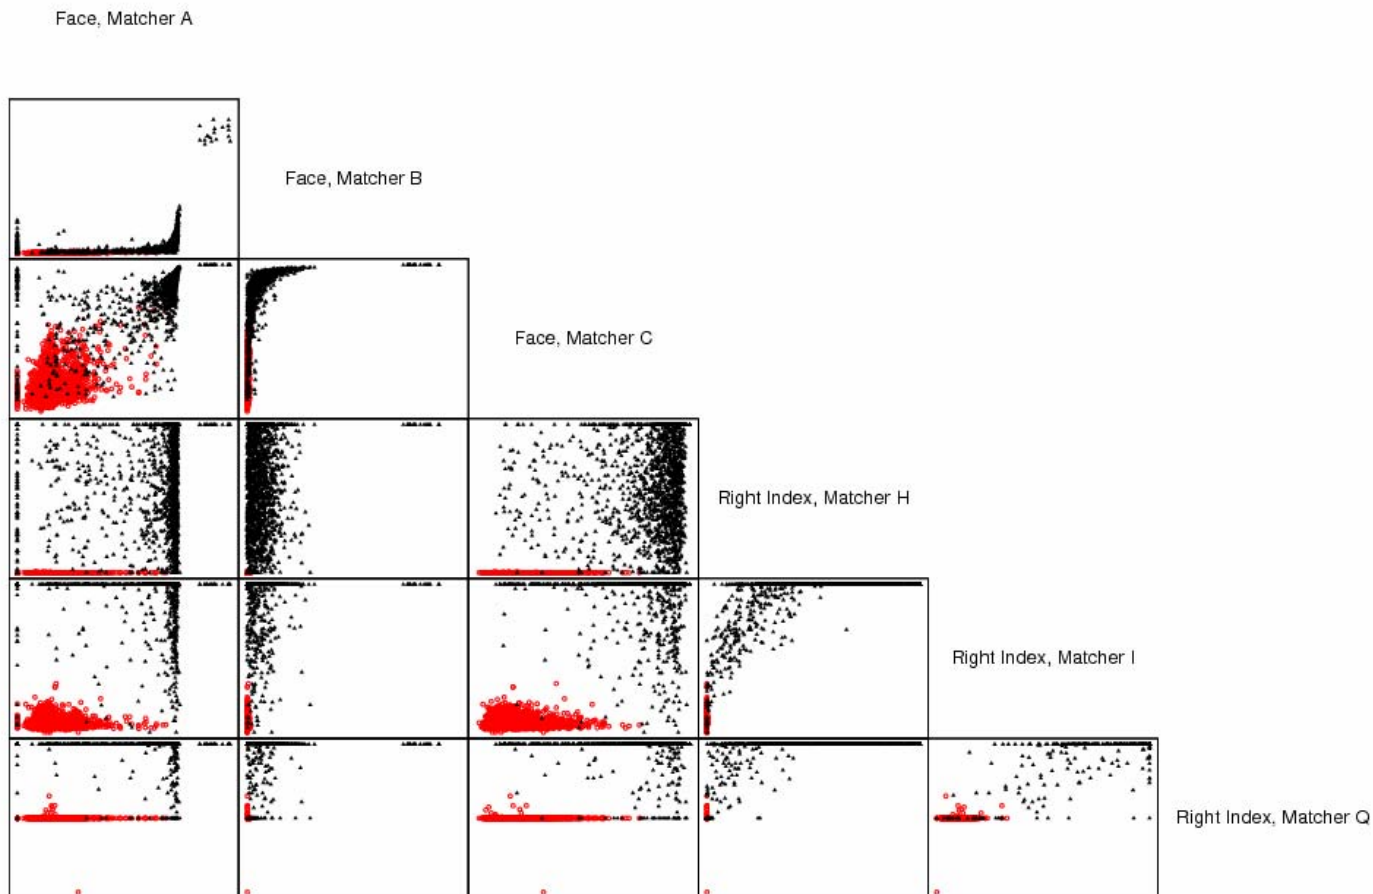 Face, Matcher A
Face, Matcher B
Face, Matcher C
Right Index, Matcher H
Right Index, Matcher I
Right Index, Matcher Q